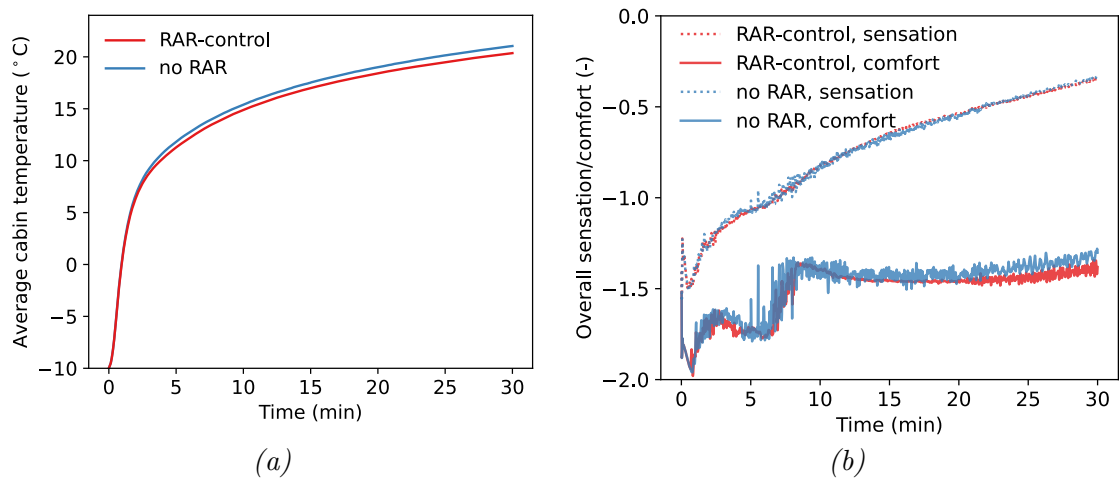 Average cabin temperature (°C)
20
15
10
5
0
−5
−10
RAR-control
no RAR
0 5 10 15 20 25 30
Time (min)
(a)
Overall sensation/comfort (-)
0.0
−0.5
−1.0
−1.5
−2.0
RAR-control, sensation
RAR-control, comfort
no RAR, sensation
no RAR, comfort
0 5 10 15 20 25 30
Time (min)
(b)